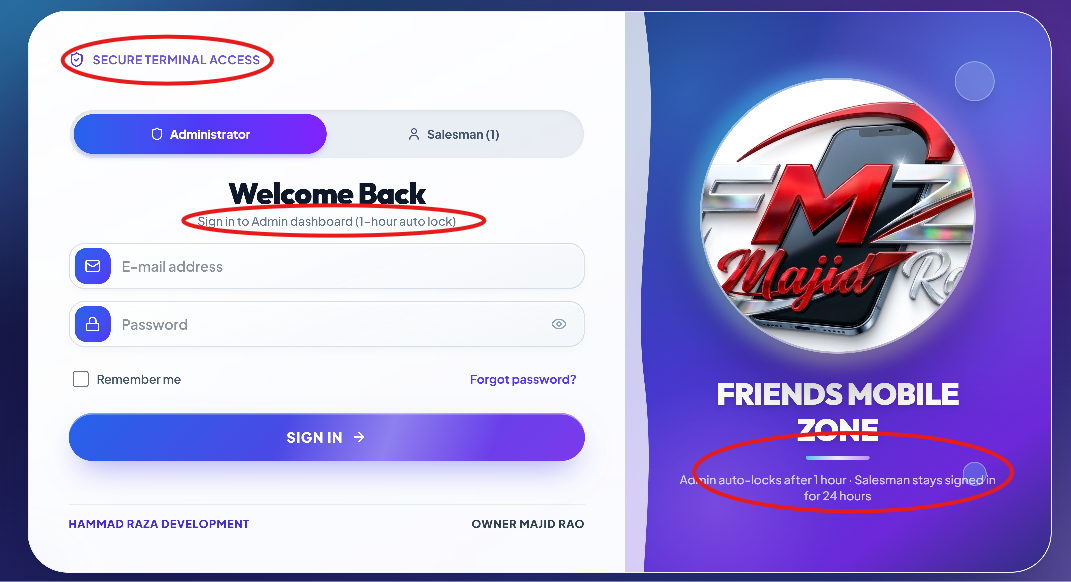 SECURE TERMINAL ACCESS
Administrator
Salesman (1)
Welcome Back
Sign in to Admin dashboard (1-hour auto lock)
E-mail address
Password
Remember me
Forgot password?
SIGN IN
HAMMAD RAZA DEVELOPMENT
OWNER MAJID RAO
FMZ
Majid Ra
FRIENDS MOBILE
ZONE
Admin auto-locks after 1 hour · Salesman stays signed in
for 24 hours